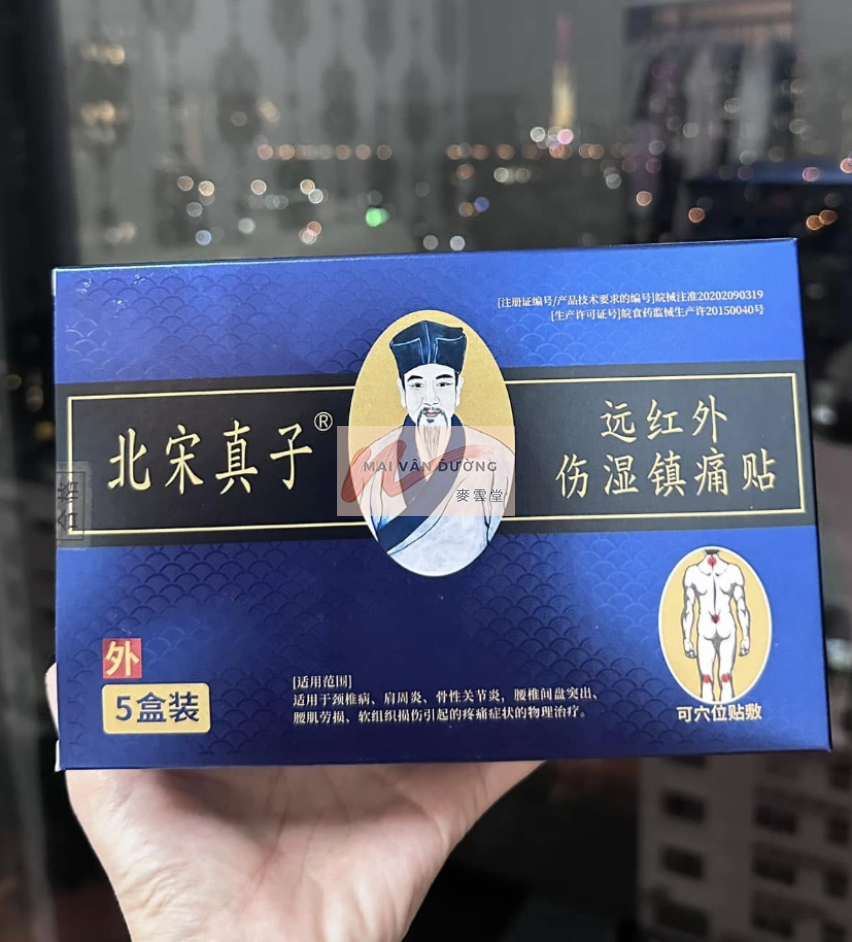 [注册证编号/产品技术要求的编号]皖械注准20202090319
[生产许可证号]皖食药监械生产许20150040号
北宋真子®
远红外
伤湿镇痛贴
MAI VÂN DƯỜNG
麥雲堂
合格
外
5盒装
[适用范围]
适用于颈椎病、肩周炎、骨性关节炎，腰椎间盘突出、
腰肌劳损、软组织损伤引起的疼痛症状的物理治疗。
可穴位贴敷